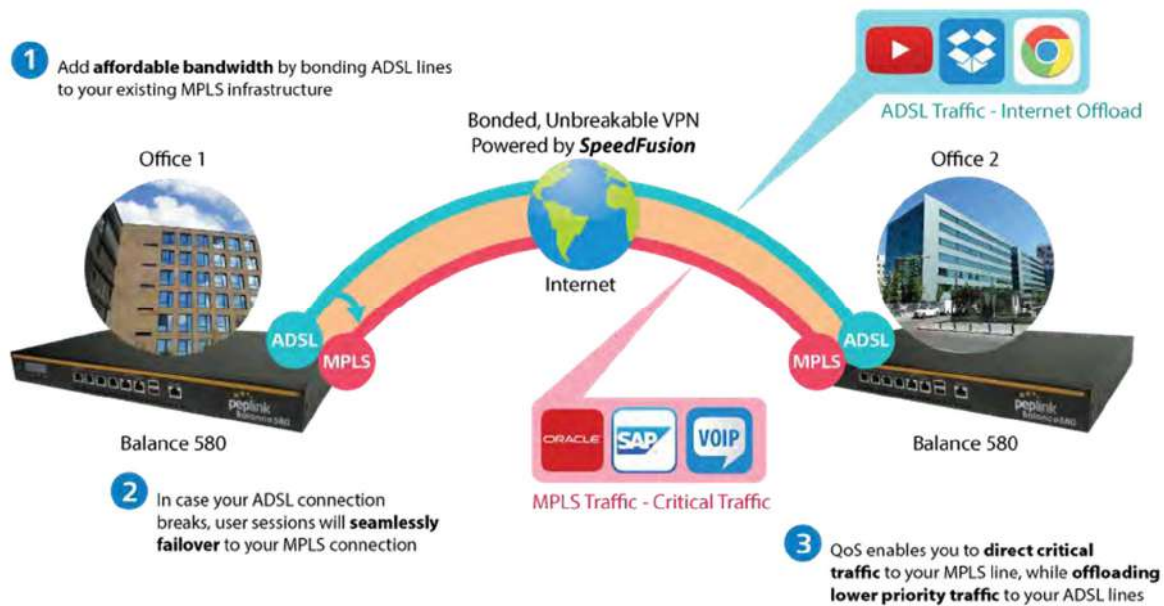 1
Add affordable bandwidth by bonding ADSL lines
to your existing MPLS infrastructure
Bonded, Unbreakable VPN
Powered by SpeedFusion
ADSL Traffic - Internet Offload
Office 1
Office 2
Internet
ADSL
MPLS
MPLS
ADSL
peplink
Balance580
peplink
Balance580
ORACLE
SAP
VOIP
MPLS Traffic - Critical Traffic
Balance 580
Balance 580
2
In case your ADSL connection
breaks, user sessions will seamlessly
failover to your MPLS connection
3
QoS enables you to direct critical
traffic to your MPLS line, while offloading
lower priority traffic to your ADSL lines